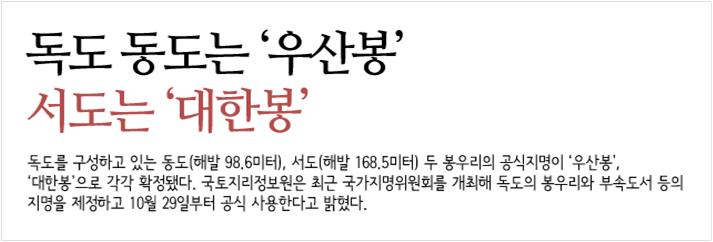 독도 동도는 ‘우산봉’
서도는 ‘대한봉’
독도를 구성하고 있는 동도(해발 98.6미터), 서도(해발 168.5미터) 두 봉우리의 공식지명이 ‘우산봉’,
‘대한봉’으로 각각 확정됐다. 국토지리정보원은 최근 국가지명위원회를 개최해 독도의 봉우리와 부속도서 등의
지명을 제정하고 10월 29일부터 공식 사용한다고 밝혔다.